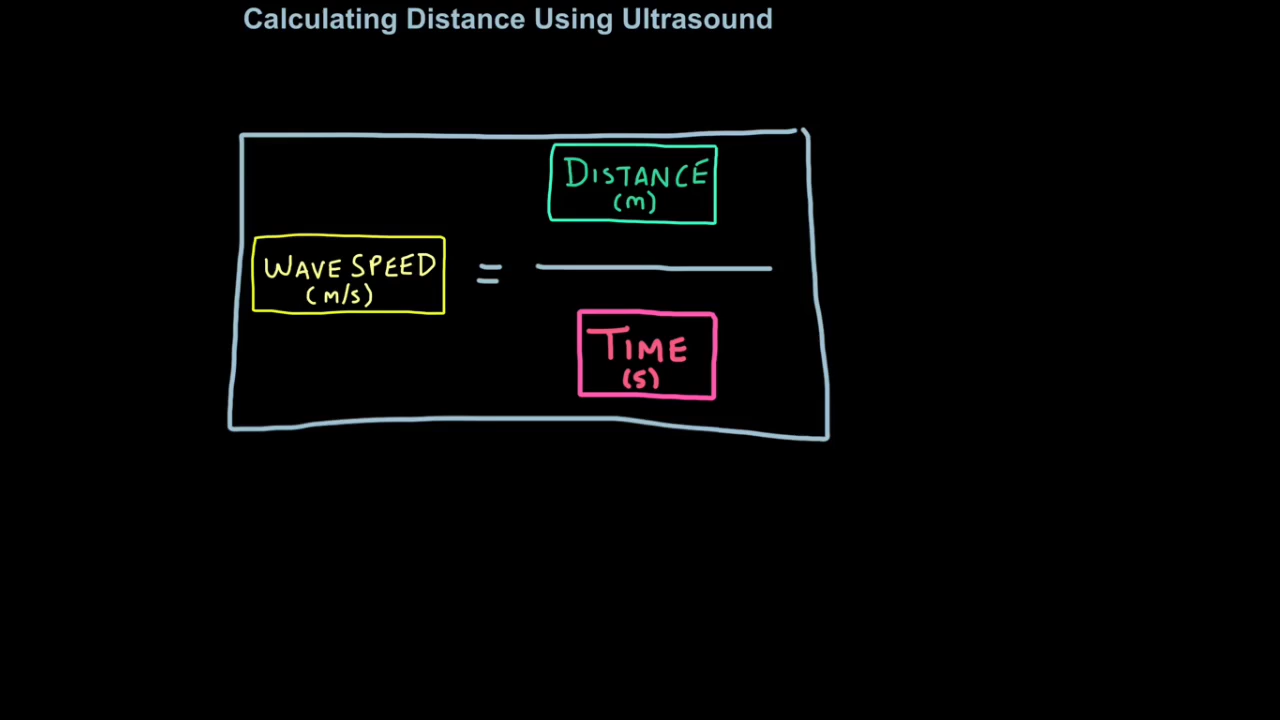 Calculating Distance Using Ultrasound
DISTANCE
(m)
WAVE SPEED
(m/s)
=
TIME
(s)